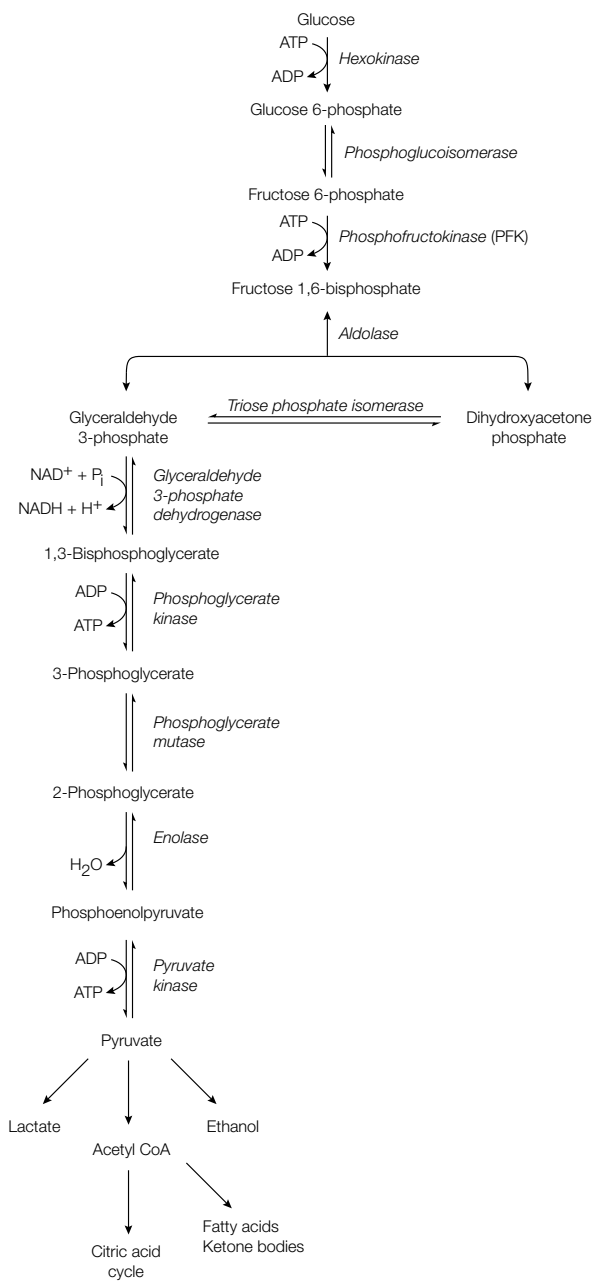 Glucose
ATP
Hexokinase
ADP
Glucose 6-phosphate
Phosphoglucoisomerase
Fructose 6-phosphate
ATP
Phosphofructokinase (PFK)
ADP
Fructose 1,6-bisphosphate
Aldolase
Triose phosphate isomerase
Glyceraldehyde
3-phosphate
Dihydroxyacetone
phosphate
NAD+ + Pi
NADH + H+
Glyceraldehyde
3-phosphate
dehydrogenase
1,3-Bisphosphoglycerate
ADP
ATP
Phosphoglycerate
kinase
3-Phosphoglycerate
Phosphoglycerate
mutase
2-Phosphoglycerate
Enolase
H2O
Phosphoenolpyruvate
ADP
ATP
Pyruvate
kinase
Pyruvate
Lactate
Ethanol
Acetyl CoA
Fatty acids
Ketone bodies
Citric acid
cycle